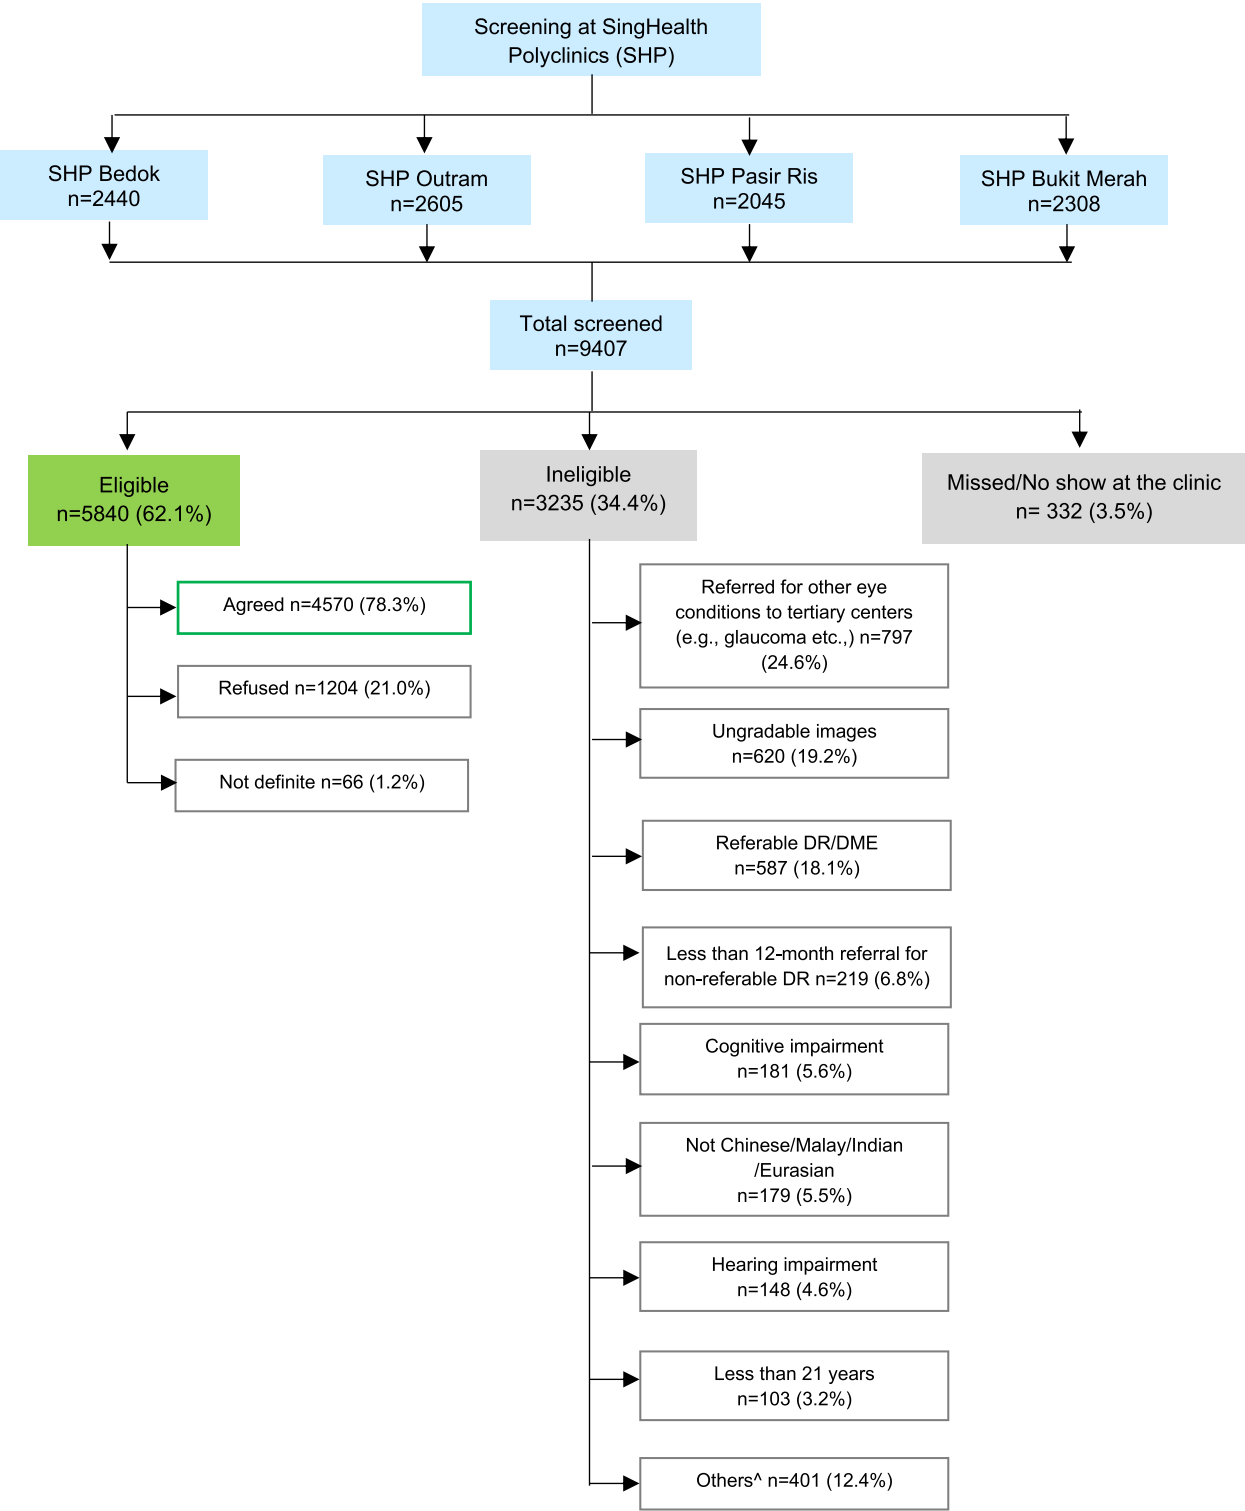 Screening at SingHealth
Polyclinics (SHP)
SHP Bedok
n=2440
SHP Outram
n=2605
SHP Pasir Ris
n=2045
SHP Bukit Merah
n=2308
Total screened
n=9407
Eligible
n=5840 (62.1%)
Ineligible
n=3235 (34.4%)
Missed/No show at the clinic
n= 332 (3.5%)
Agreed n=4570 (78.3%)
Refused n=1204 (21.0%)
Not definite n=66 (1.2%)
Referred for other eye
conditions to tertiary centers
(e.g., glaucoma etc.,) n=797
(24.6%)
Ungradable images
n=620 (19.2%)
Referable DR/DME
n=587 (18.1%)
Less than 12-month referral for
non-referable DR n=219 (6.8%)
Cognitive impairment
n=181 (5.6%)
Not Chinese/Malay/Indian
/Eurasian
n=179 (5.5%)
Hearing impairment
n=148 (4.6%)
Less than 21 years
n=103 (3.2%)
Others^ n=401 (12.4%)